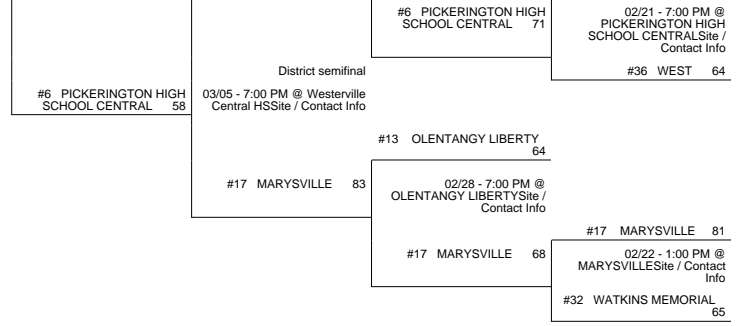 #6 PICKERINGTON HIGH
SCHOOL CENTRAL 71
02/21 - 7:00 PM @
PICKERINGTON HIGH
SCHOOL CENTRALSite /
Contact Info
#36 WEST 64
District semifinal
#6 PICKERINGTON HIGH
SCHOOL CENTRAL 58
03/05 - 7:00 PM @ Westerville
Central HSSite / Contact Info
#13 OLENTANGY LIBERTY
64
#17 MARYSVILLE 83
02/28 - 7:00 PM @
OLENTANGY LIBERTYSite /
Contact Info
#17 MARYSVILLE 81
#17 MARYSVILLE 68
02/22 - 1:00 PM @
MARYSVILLESite / Contact
Info
#32 WATKINS MEMORIAL
65